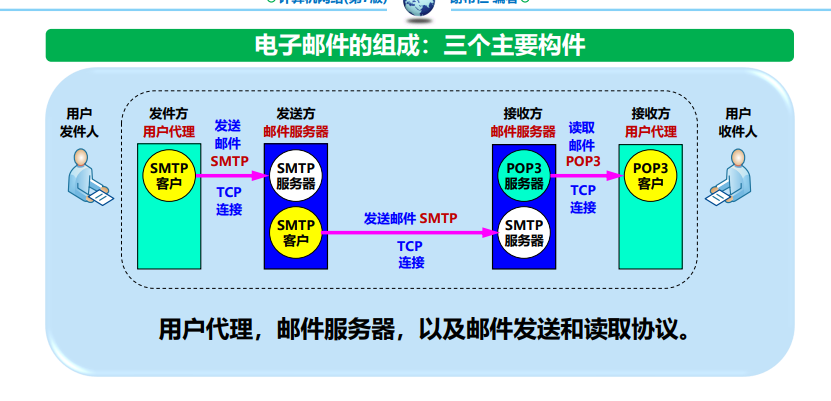 电子邮件的组成：三个主要构件
用户
发件人
发件方
用户代理
发送
邮件
SMTP
发送方
邮件服务器
接收方
邮件服务器
读取
邮件
POP3
接收方
用户代理
用户
收件人
SMTP
客户
TCP
连接
SMTP
服务器
SMTP
客户
发送邮件 SMTP
TCP
连接
POP3
服务器
SMTP
服务器
TCP
连接
POP3
客户
用户代理，邮件服务器，以及邮件发送和读取协议。